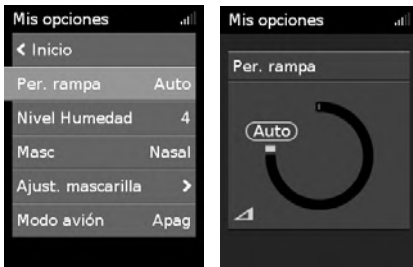 Mis opciones
< Inicio
Per. rampa Auto
Nivel Humedad 4
Masc Nasal
Ajust. mascarilla >
Modo avión Apag
Mis opciones
Per. rampa
Auto